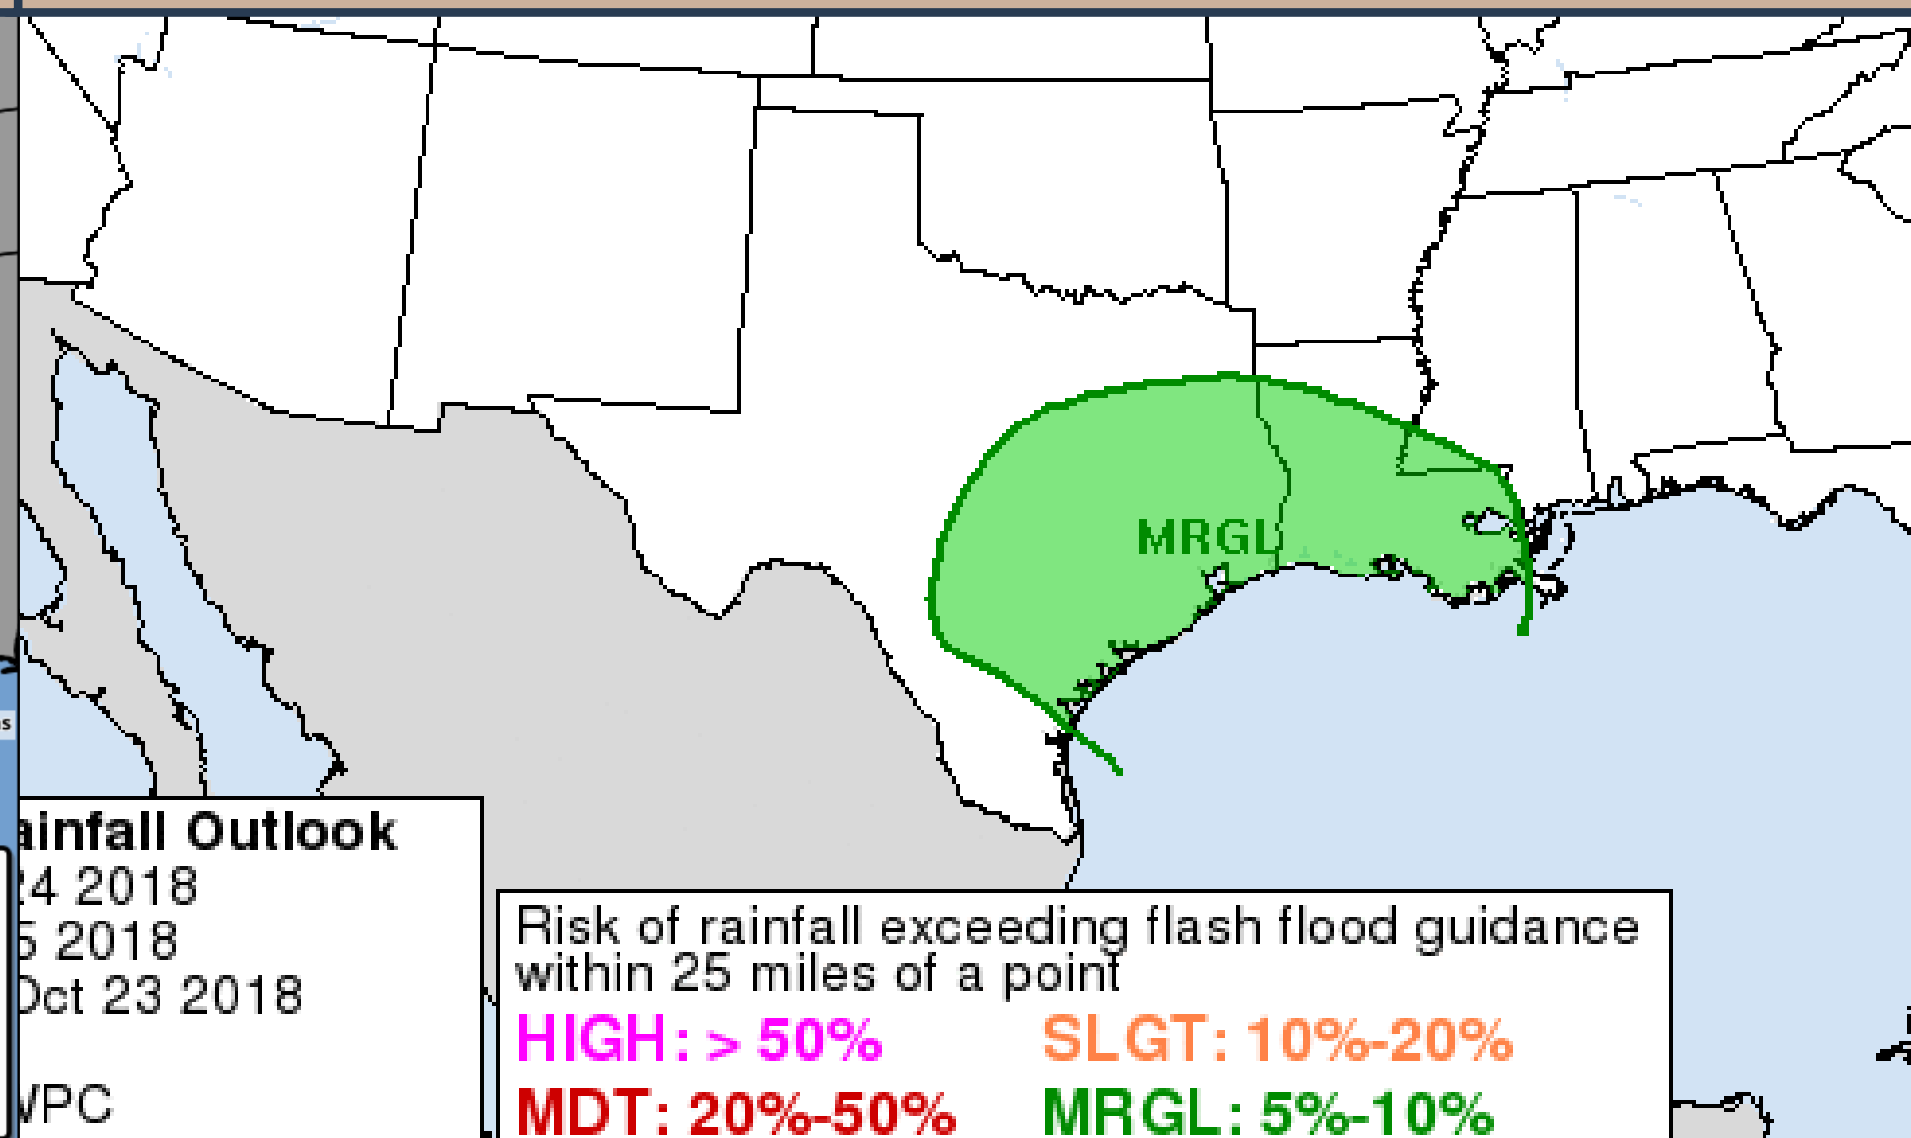 MRGL
s
ainfall Outlook
24 2018
5 2018
Oct 23 2018
WPC
Risk of rainfall exceeding flash flood guidance
within 25 miles of a point
HIGH: > 50% SLGT: 10%-20%
MDT: 20%-50% MRGL: 5%-10%